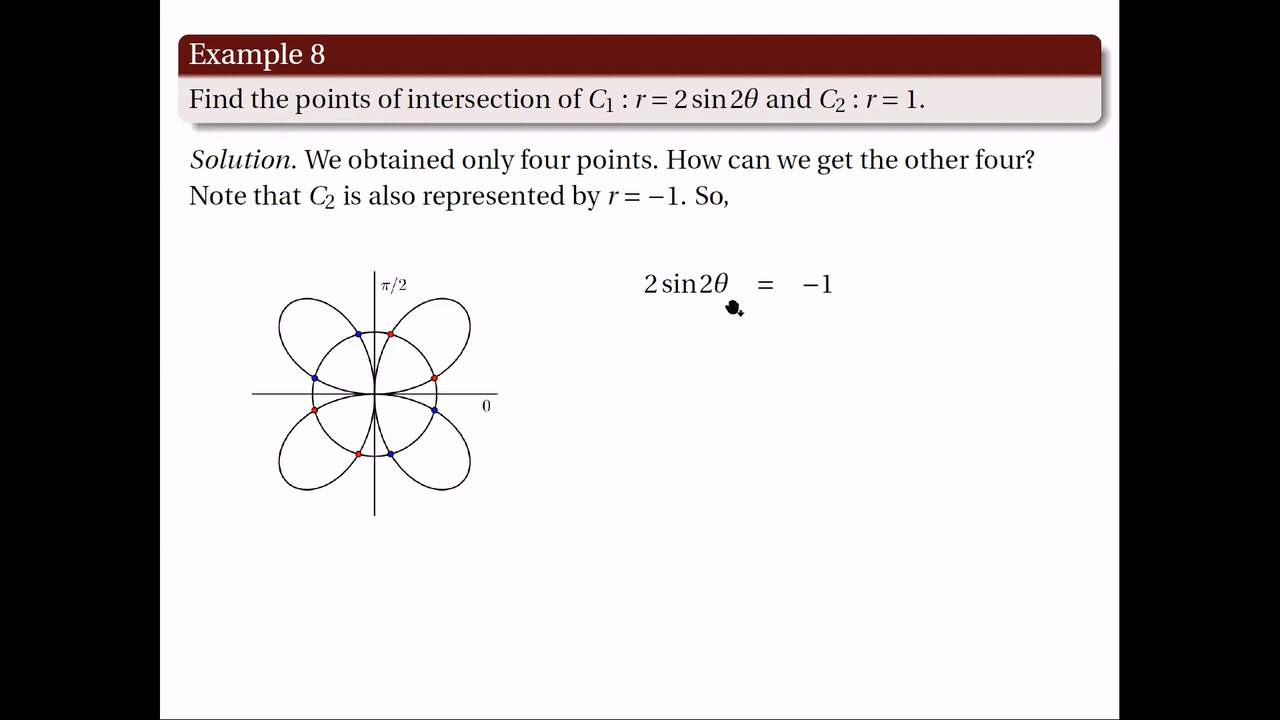 Example 8
Find the points of intersection of C₁ : r = 2 sin 2θ and C₂ : r = 1.
Solution. We obtained only four points. How can we get the other four?
Note that C₂ is also represented by r = −1. So,
π/2
2 sin 2θ = −1
0